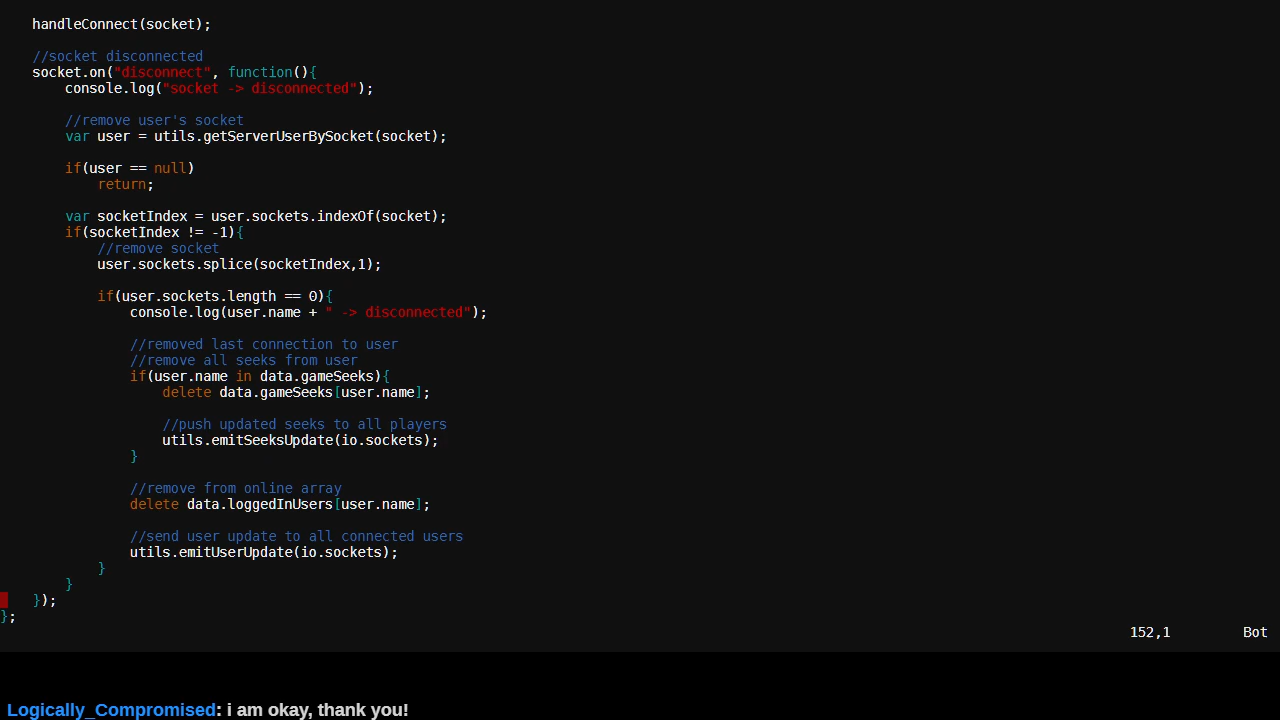 handleConnect(socket);
//socket disconnected
socket.on("disconnect", function(){
console.log("socket -> disconnected");
//remove user's socket
var user = utils.getServerUserBySocket(socket);
if(user == null)
return;
var socketIndex = user.sockets.indexOf(socket);
if(socketIndex != -1){
//remove socket
user.sockets.splice(socketIndex,1);
if(user.sockets.length == 0){
console.log(user.name + " -> disconnected");
//removed last connection to user
//remove all seeks from user
if(user.name in data.gameSeeks){
delete data.gameSeeks[user.name];
//push updated seeks to all players
utils.emitSeeksUpdate(io.sockets);
}
//remove from online array
delete data.loggedInUsers[user.name];
//send user update to all connected users
utils.emitUserUpdate(io.sockets);
}
}
});
};
152,1 Bot
Logically_Compromised: i am okay, thank you!